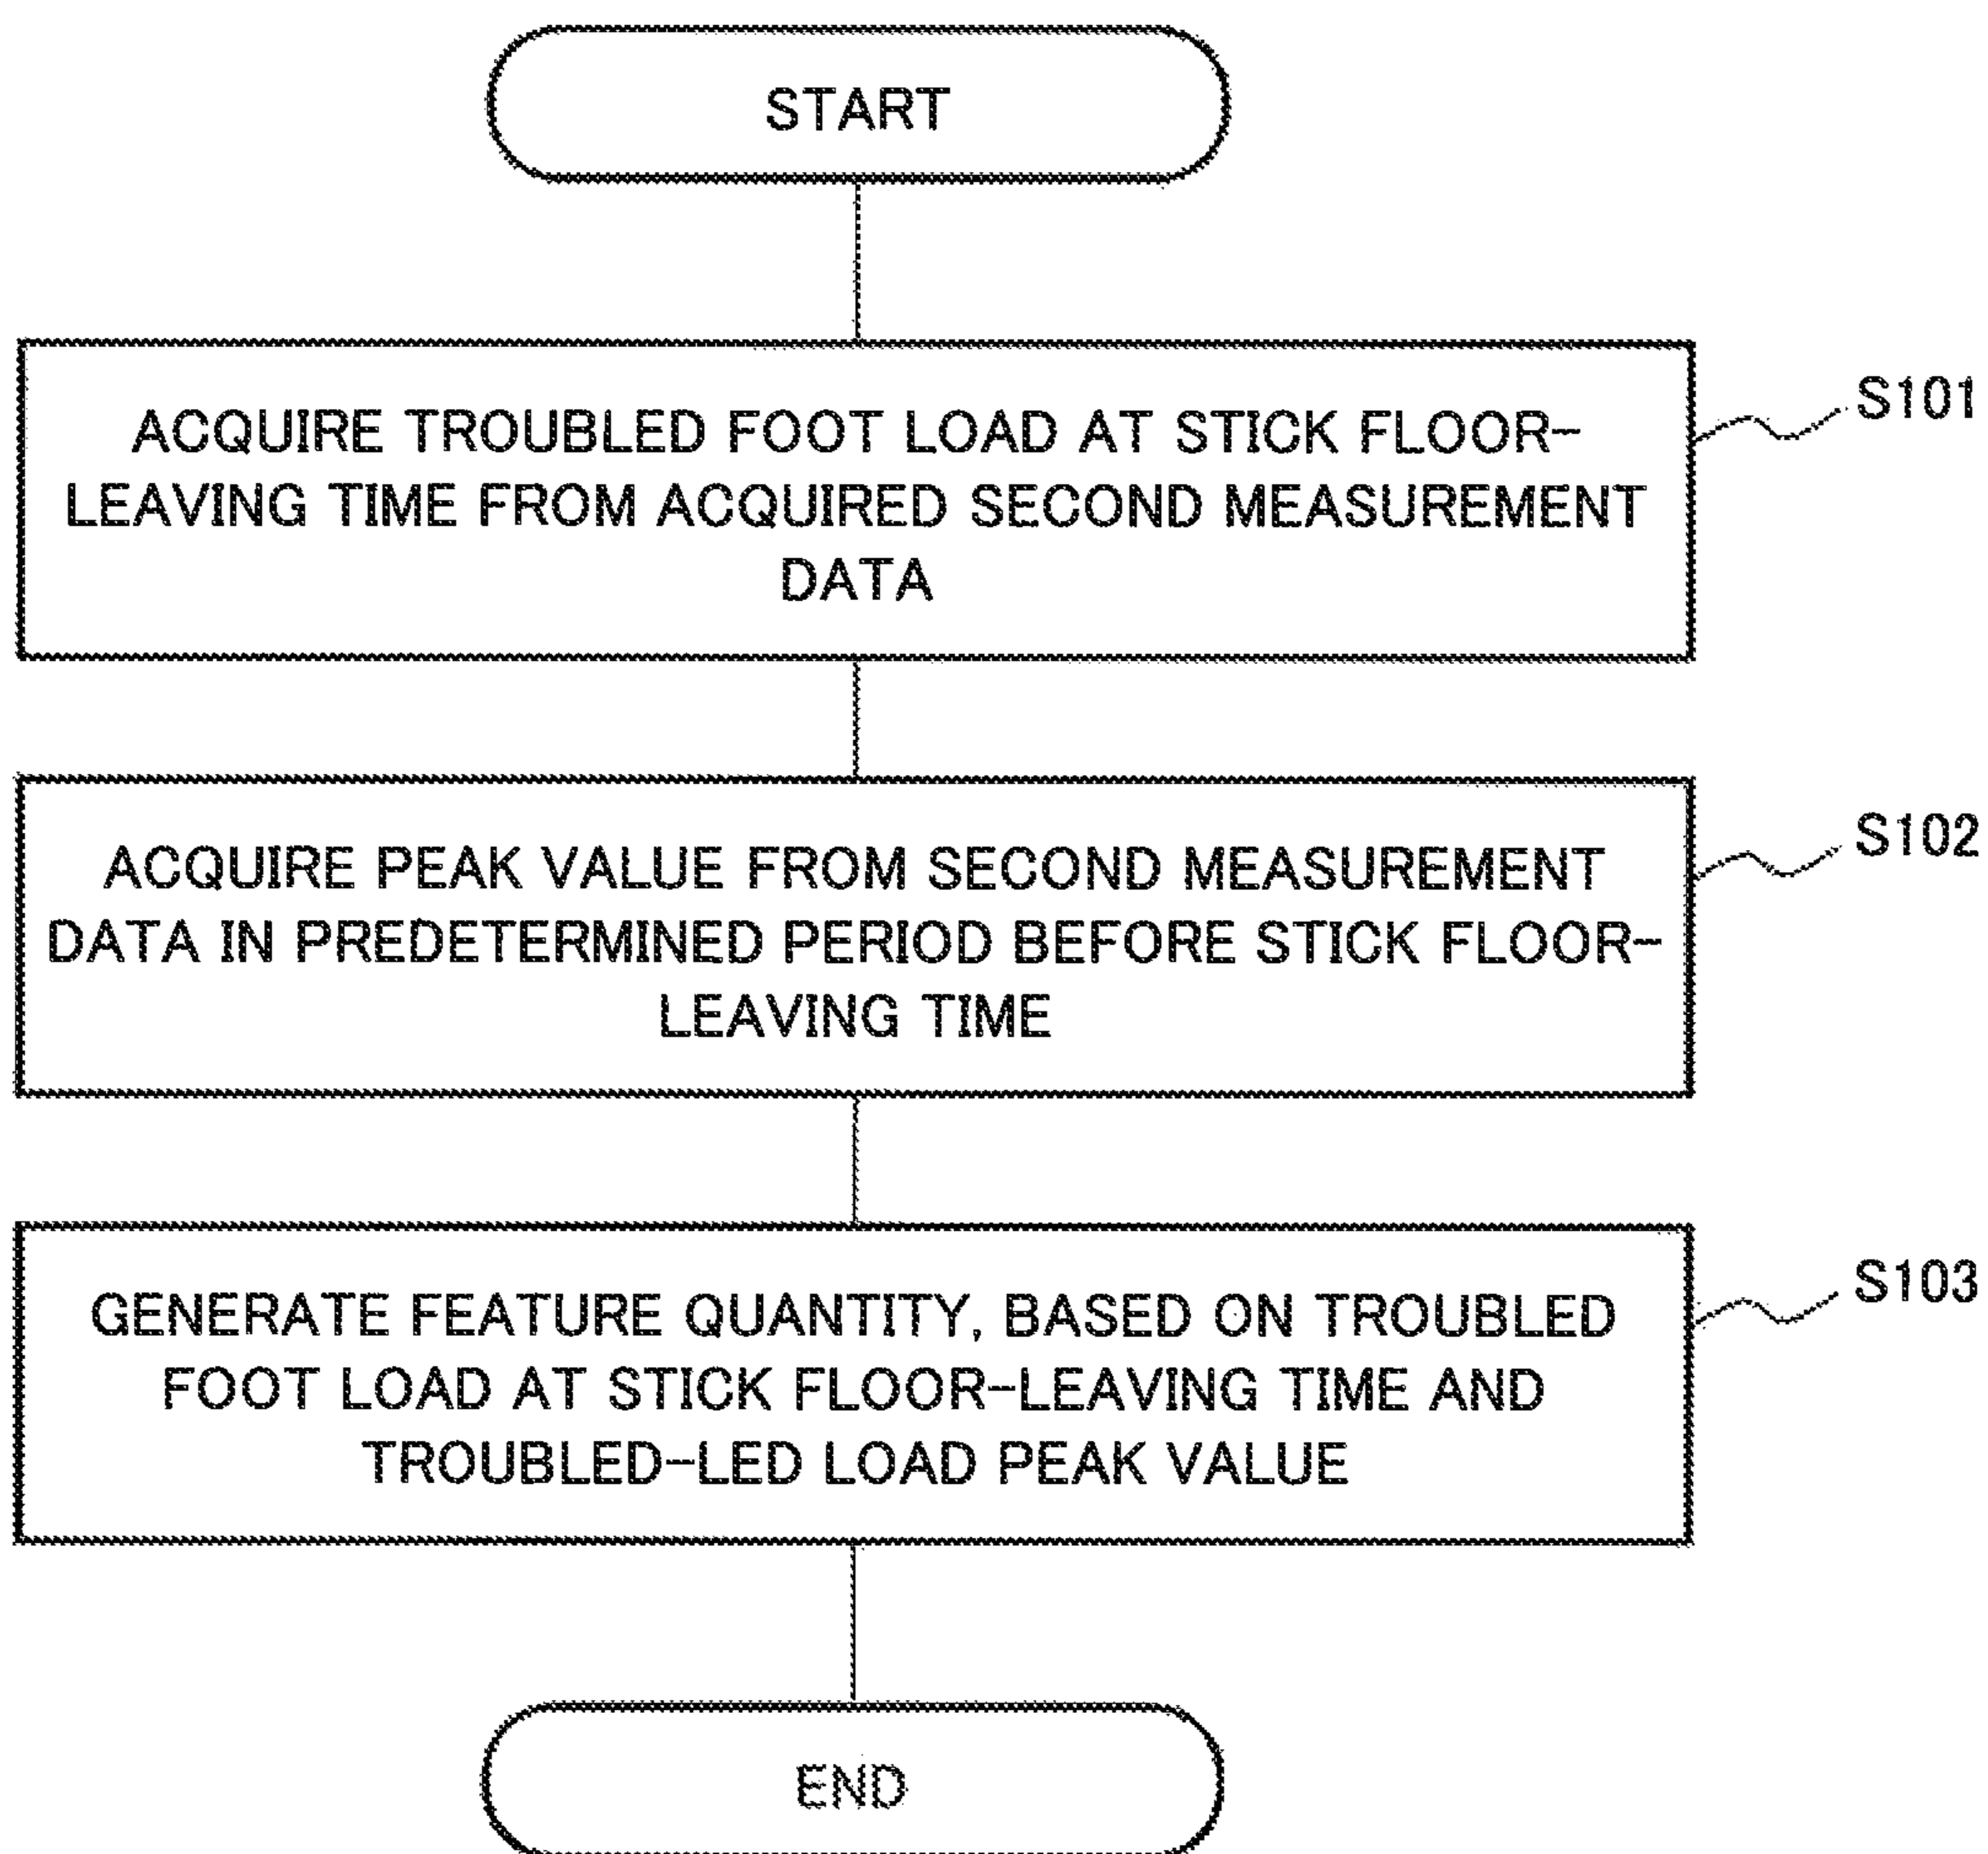 START
ACQUIRE TROUBLED FOOT LOAD AT STICK FLOOR-
LEAVING TIME FROM ACQUIRED SECOND MEASUREMENT
DATA
S101
ACQUIRE PEAK VALUE FROM SECOND MEASUREMENT
DATA IN PREDETERMINED PERIOD BEFORE STICK FLOOR-
LEAVING TIME
S102
GENERATE FEATURE QUANTITY, BASED ON TROUBLED
FOOT LOAD AT STICK FLOOR-LEAVING TIME AND
TROUBLED-LED LOAD PEAK VALUE
S103
END